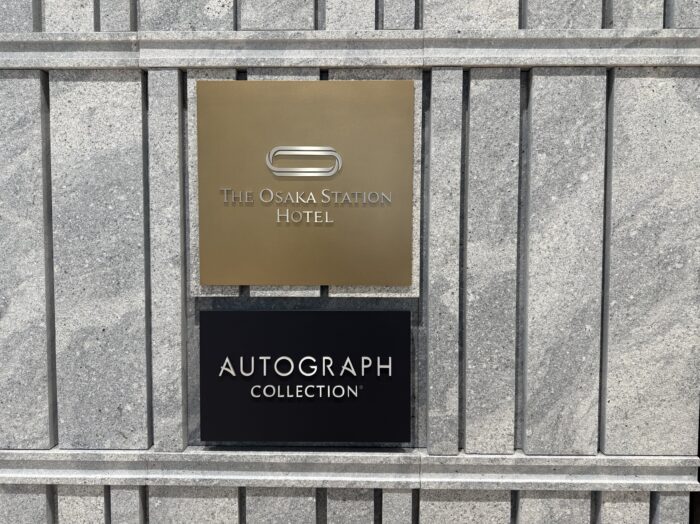 THE OSAKA STATION
HOTEL
AUTOGRAPH
COLLECTION®